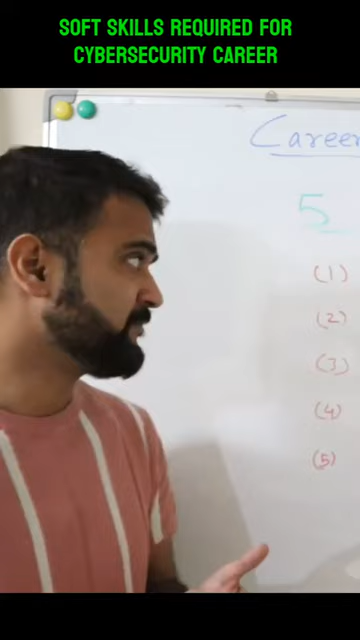 SOFT SKILLS REQUIRED FOR
CYBERSECURITY CAREER
Career
5
(1)
(2)
(3)
(4)
(5)